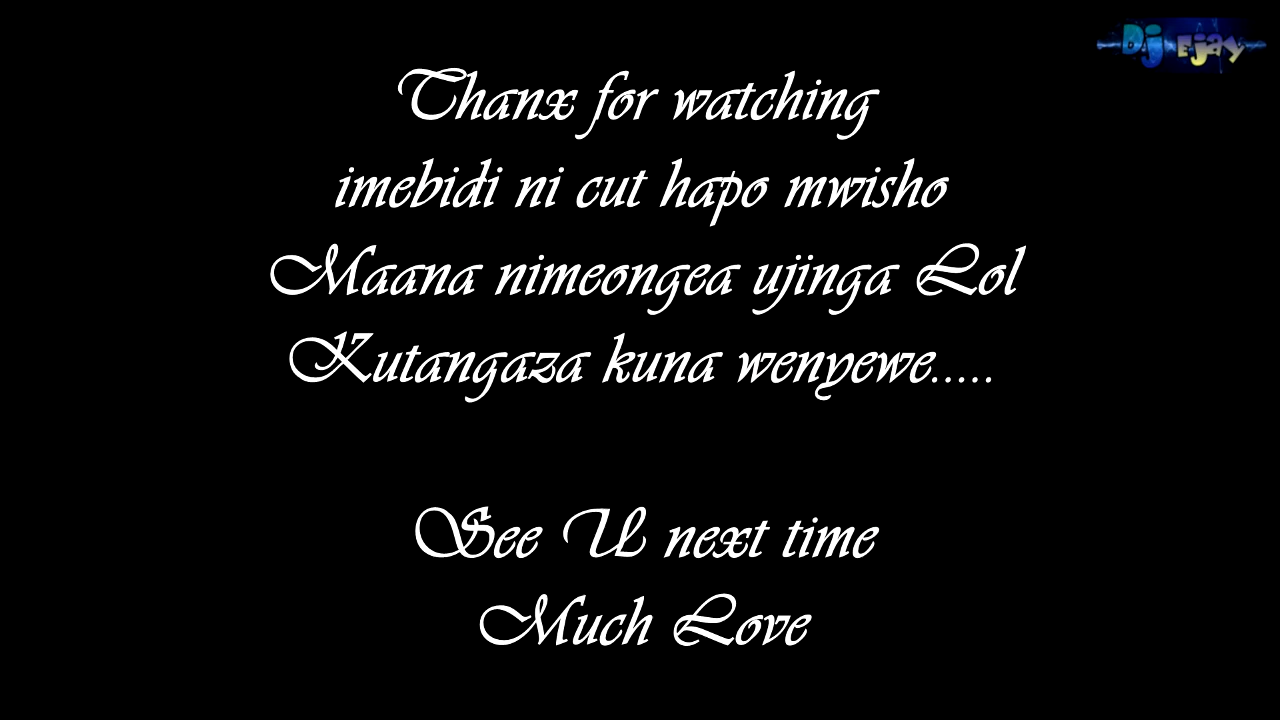 Dj Ejay
Thanx for watching
imebidi ni cut hapo mwisho
Maana nimeongea ujinga Lol
Kutangaza kuna wenyewe.....
See U next time
Much Love